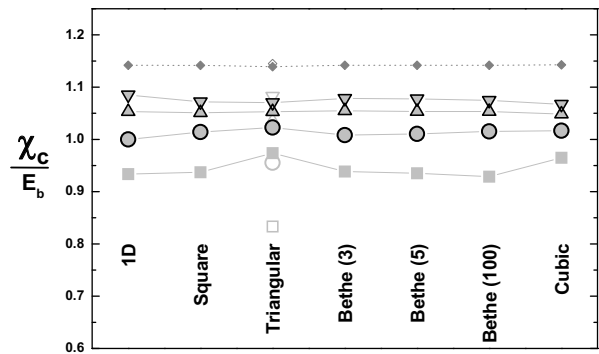 1.2
1.1
1.0
0.9
0.8
0.7
0.6
χc
Eb
1D
Square
Triangular
Bethe (3)
Bethe (5)
Bethe (100)
Cubic